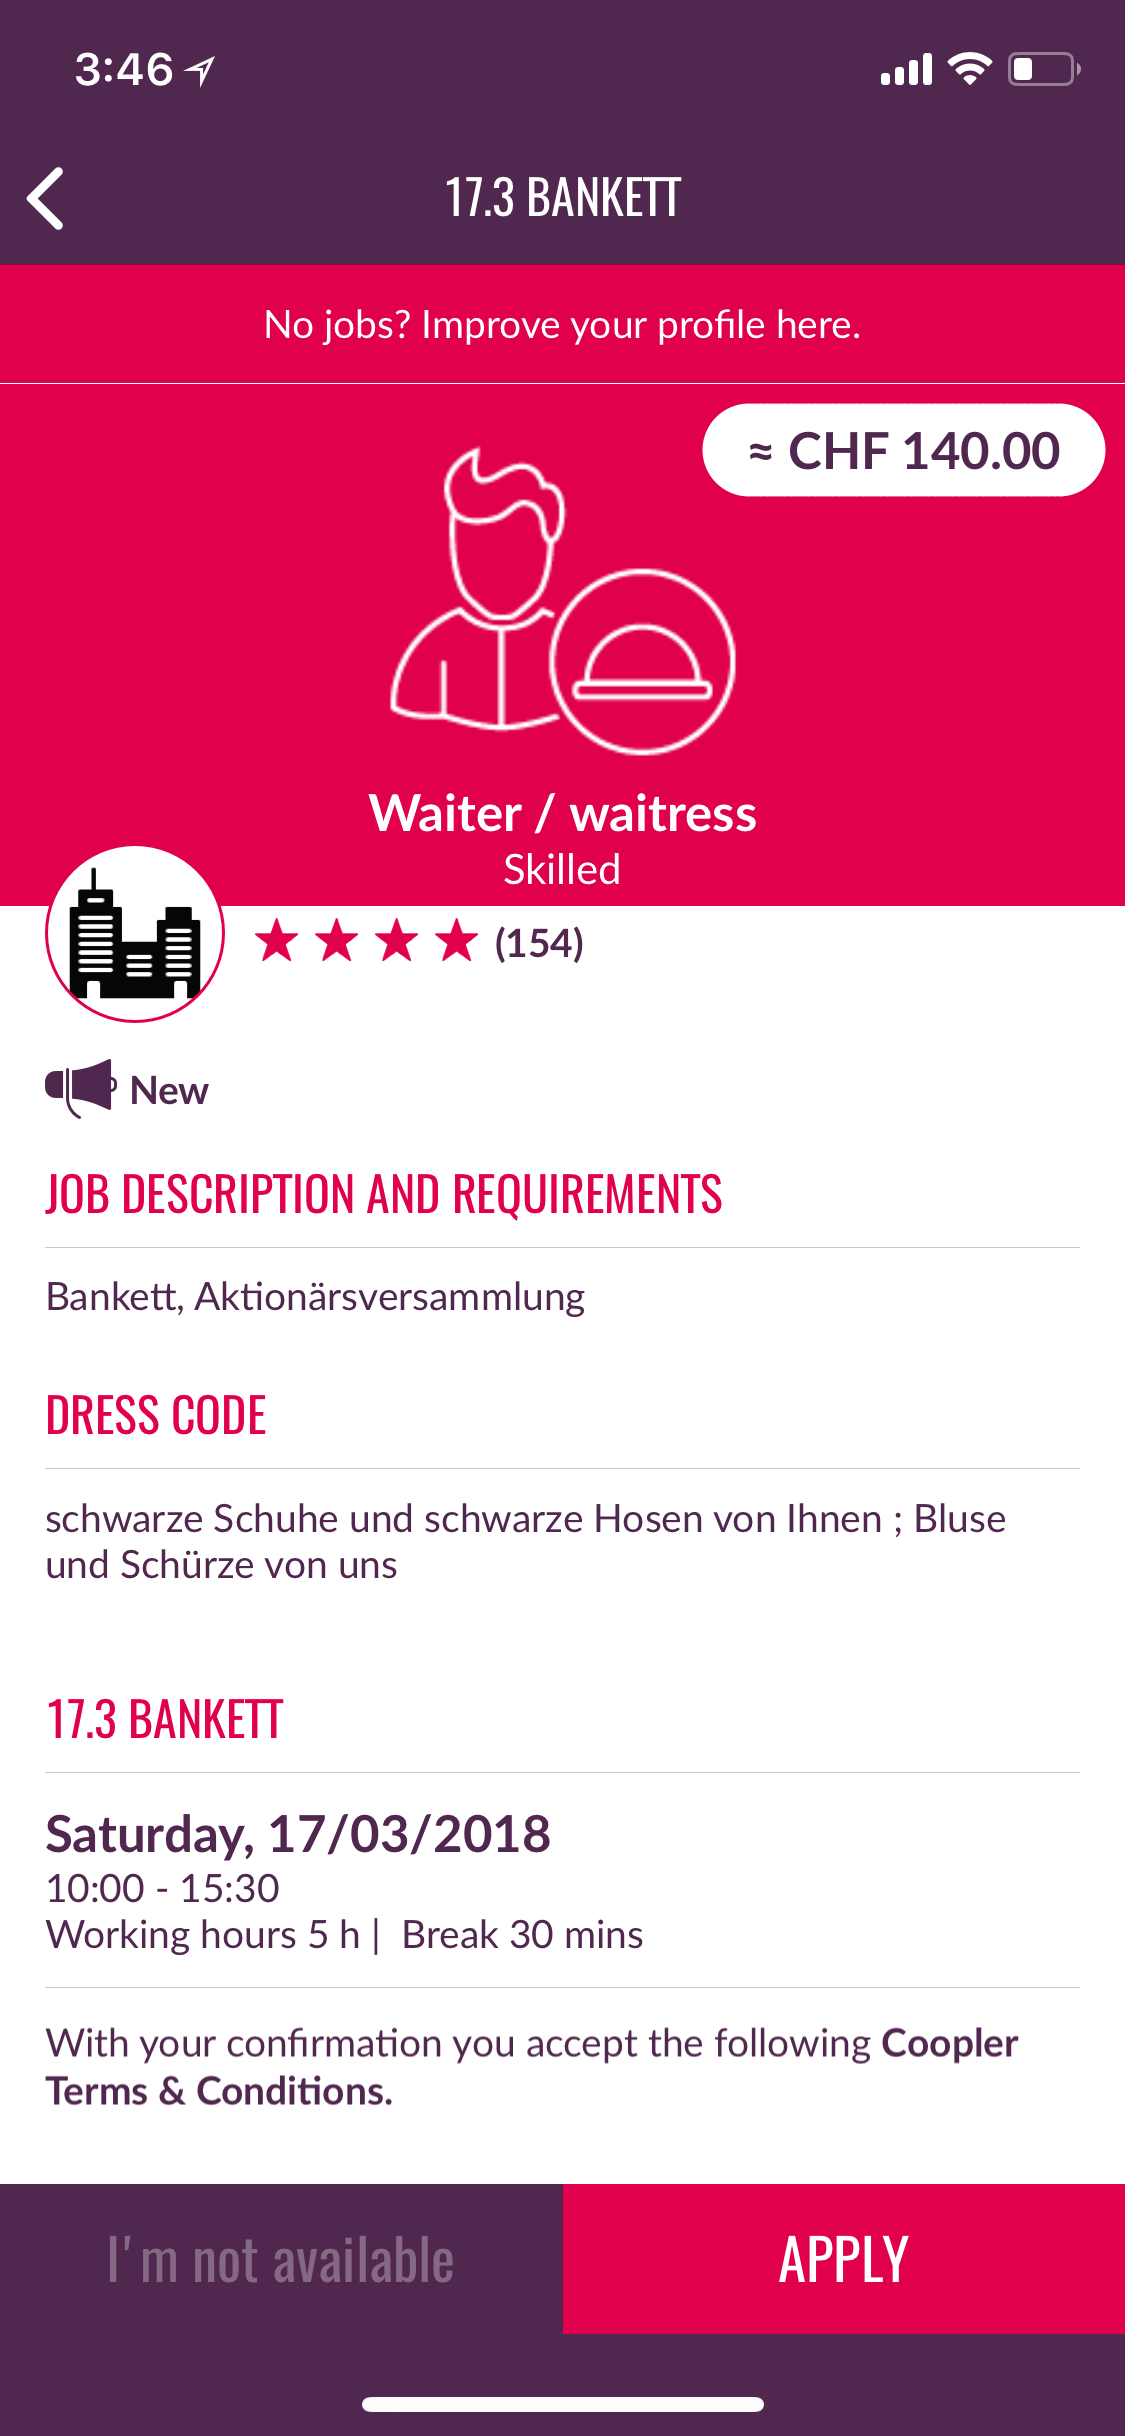 3:46
17.3 BANKETT
No jobs? Improve your profile here.
≈ CHF 140.00
Waiter / waitress
Skilled
(154)
New
JOB DESCRIPTION AND REQUIREMENTS
Bankett, Aktionärsversammlung
DRESS CODE
schwarze Schuhe und schwarze Hosen von Ihnen ; Bluse
und Schürze von uns
17.3 BANKETT
Saturday, 17/03/2018
10:00 - 15:30
Working hours 5 h | Break 30 mins
With your confirmation you accept the following Coopler
Terms & Conditions.
I'm not available
APPLY